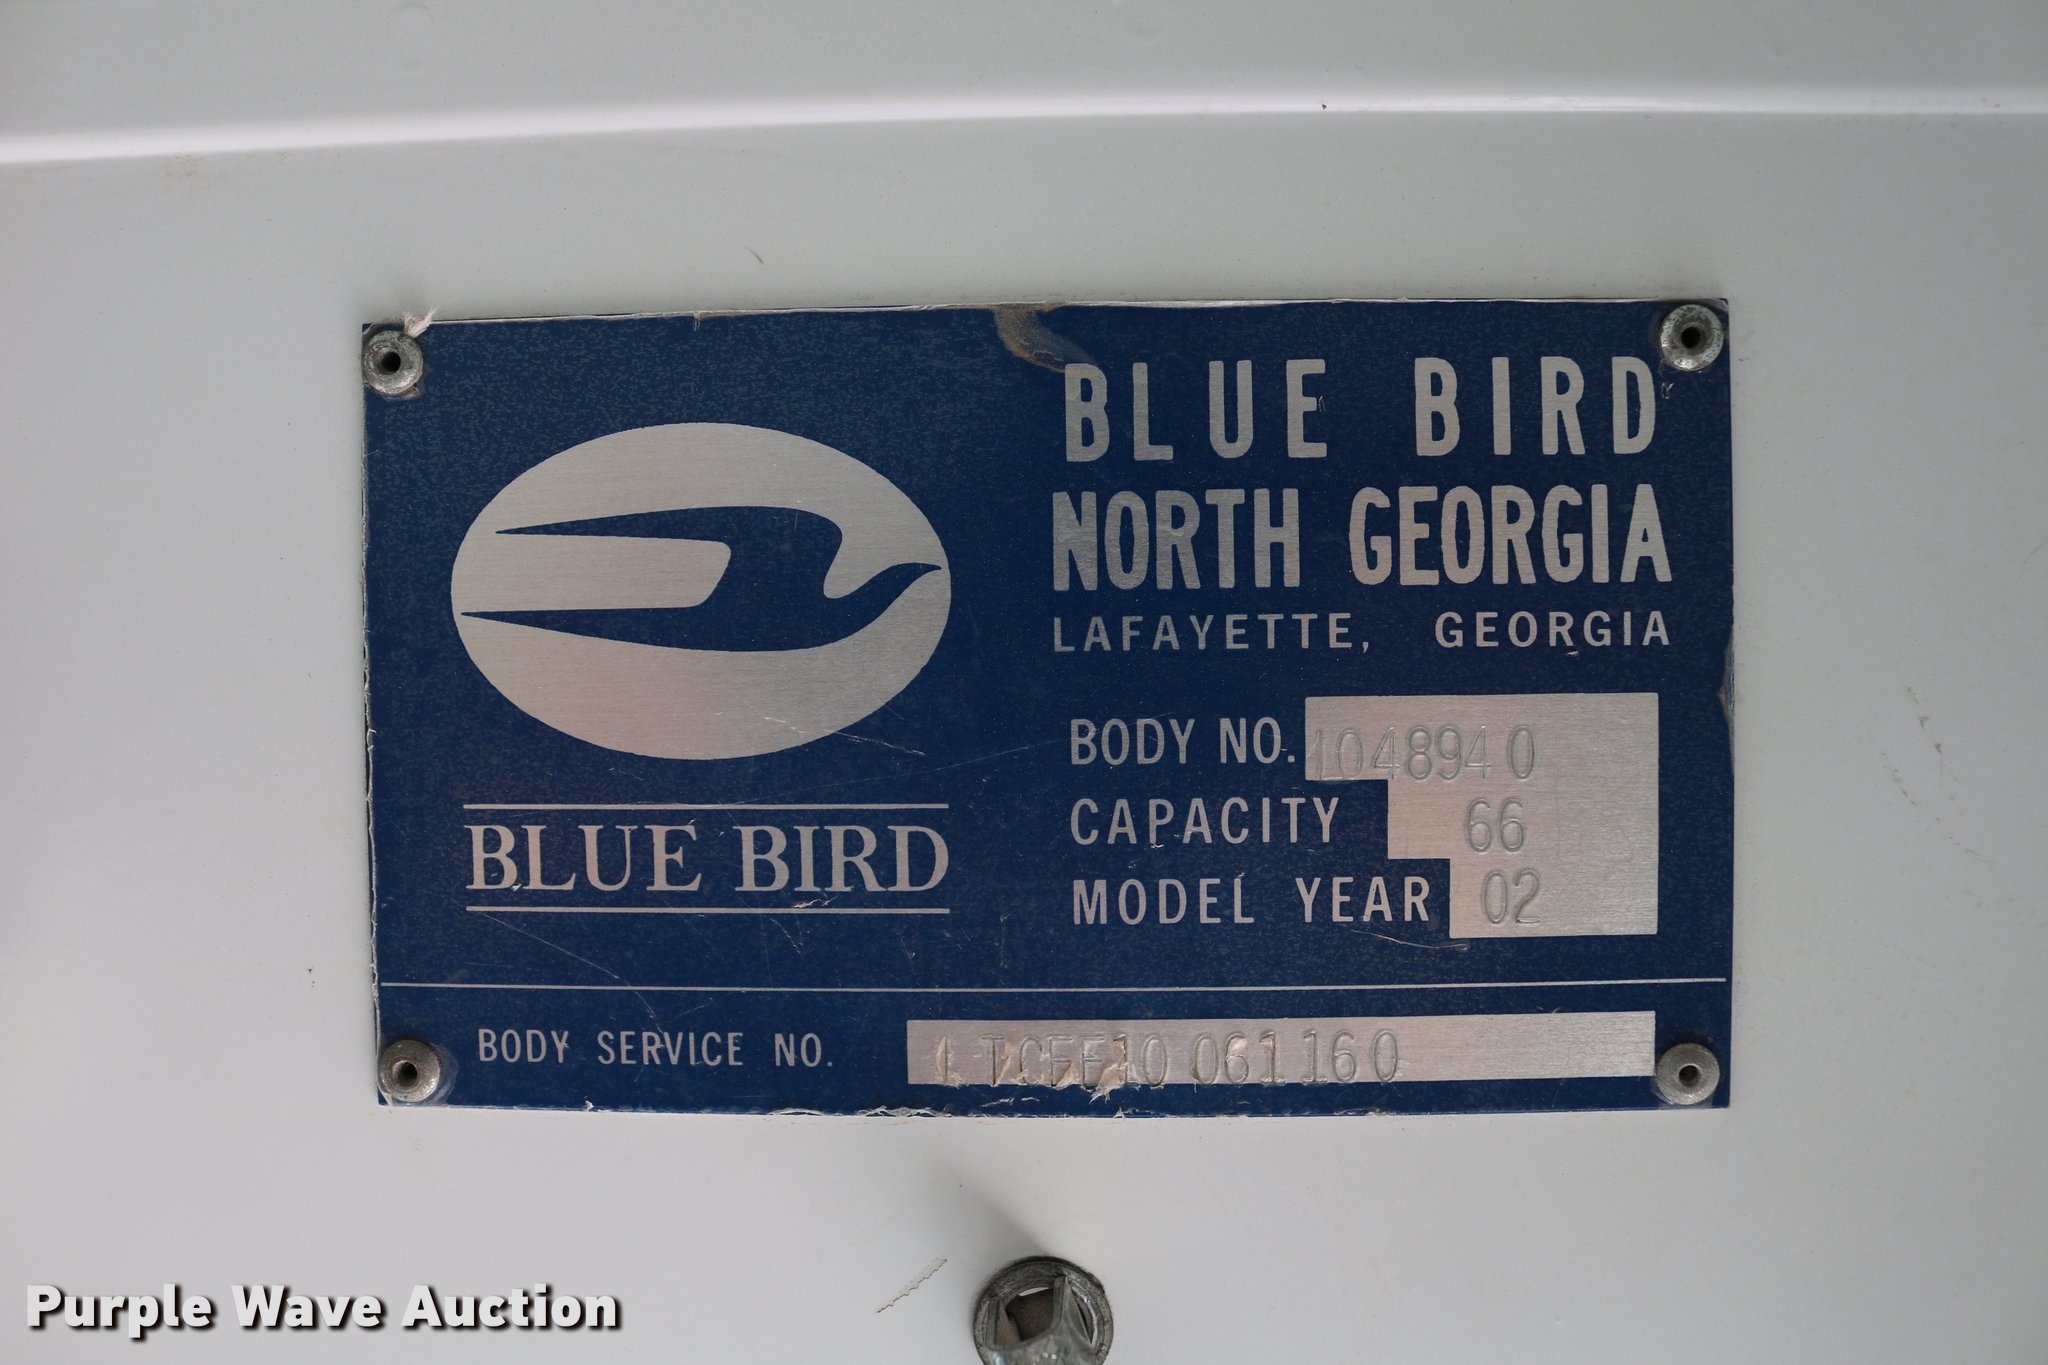 BLUE BIRD
NORTH GEORGIA
LAFAYETTE, GEORGIA
BODY NO. 1048940
CAPACITY 66
MODEL YEAR 02
BLUE BIRD
BODY SERVICE NO. 061160
Purple Wave Auction